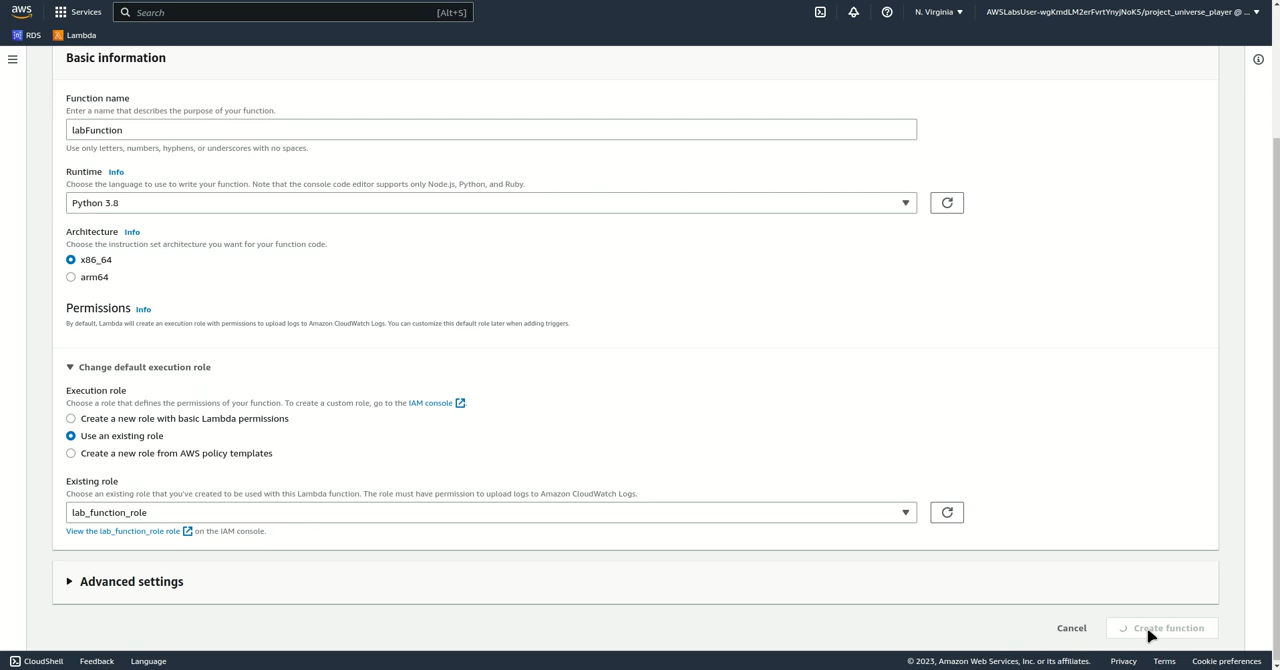 aws
Services
Search
[Alt+S]
N. Virginia
AWSLabsUser-wgKmdLM2erFvrtYnyjNoK5/project_universe_player @ ...
RDS
Lambda
Basic information
Function name
Enter a name that describes the purpose of your function.
labFunction
Use only letters, numbers, hyphens, or underscores with no spaces.
Runtime Info
Choose the language to use to write your function. Note that the console code editor supports only Node.js, Python, and Ruby.
Python 3.8
Architecture Info
Choose the instruction set architecture you want for your function code.
x86_64
arm64
Permissions Info
By default, Lambda will create an execution role with permissions to upload logs to Amazon CloudWatch Logs. You can customize this default role later when adding triggers.
Change default execution role
Execution role
Choose a role that defines the permissions of your function. To create a custom role, go to the IAM console.
Create a new role with basic Lambda permissions
Use an existing role
Create a new role from AWS policy templates
Existing role
Choose an existing role that you've created to be used with this Lambda function. The role must have permission to upload logs to Amazon CloudWatch Logs.
lab_function_role
View the lab_function_role role on the IAM console.
Advanced settings
Cancel
Create function
CloudShell
Feedback
Language
© 2023, Amazon Web Services, Inc. or its affiliates.
Privacy
Terms
Cookie preferences